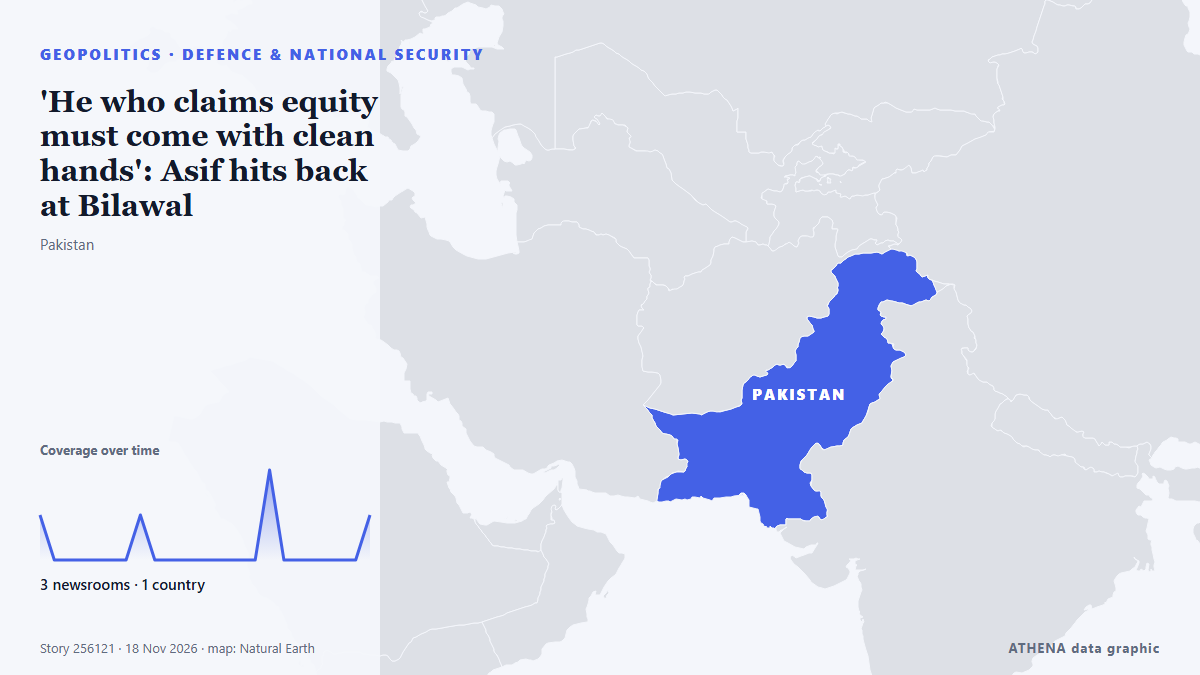 GEOPOLITICS · DEFENCE & NATIONAL SECURITY
'He who claims equity
must come with clean
hands': Asif hits back
at Bilawal
Pakistan
PAKISTAN
Coverage over time
3 newsrooms · 1 country
Story 256121 · 18 Nov 2026 · map: Natural Earth
ATHENA data graphic